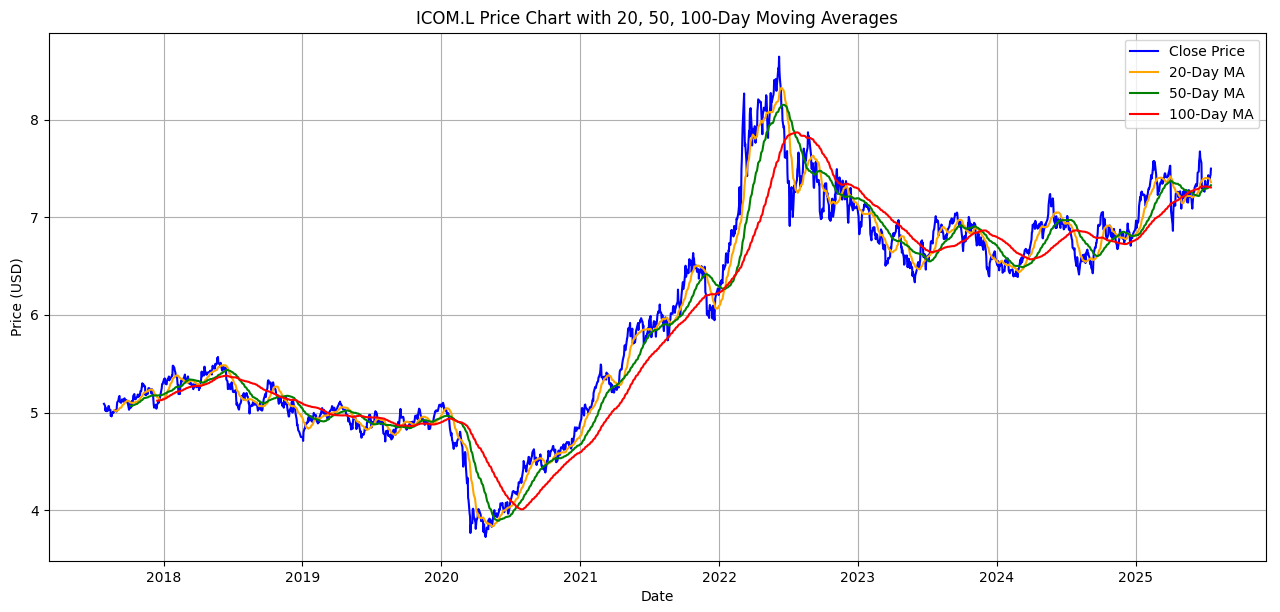 ICOM.L Price Chart with 20, 50, 100-Day Moving Averages
Close Price
20-Day MA
50-Day MA
100-Day MA
Price (USD)
8
7
6
5
4
2018 2019 2020 2021 2022 2023 2024 2025
Date